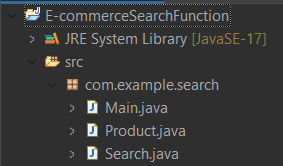 E-commerceSearchFunction
JRE System Library [JavaSE-17]
src
com.example.search
Main.java
Product.java
Search.java